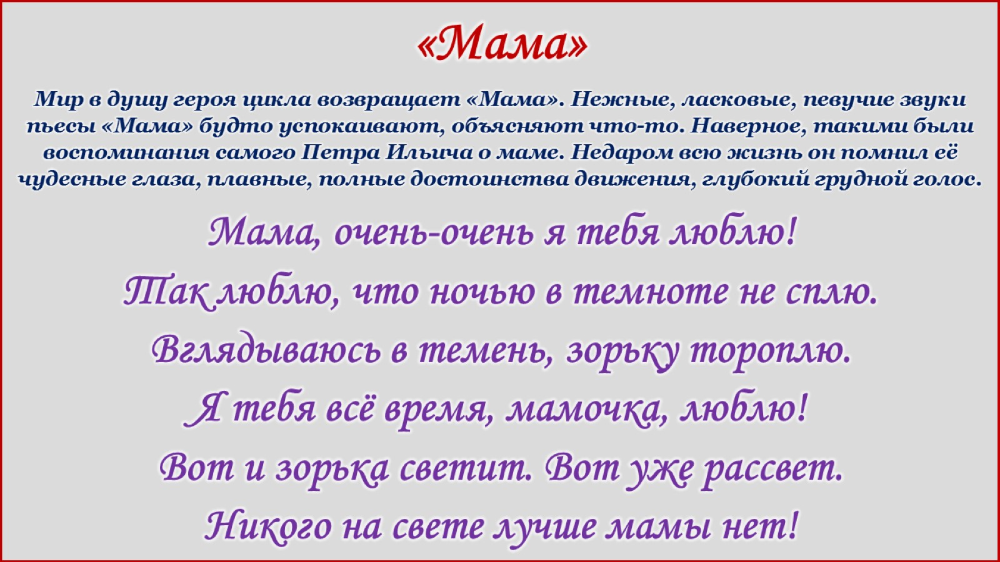 «Мама»
Мир в душу героя цикла возвращает «Мама». Нежные, ласковые, певучие звуки
пьесы «Мама» будто успокаивают, объясняют что-то. Наверное, такими были
воспоминания самого Петра Ильича о маме. Недаром всю жизнь он помнил её
чудесные глаза, плавные, полные достоинства движения, глубокий грудной голос.
Мама, очень-очень я тебя люблю!
Так люблю, что ночью в темноте не сплю.
Вглядываюсь в темень, зорьку тороплю.
Я тебя всё время, мамочка, люблю!
Вот и зорька светит. Вот уже рассвет.
Никого на свете лучше мамы нет!